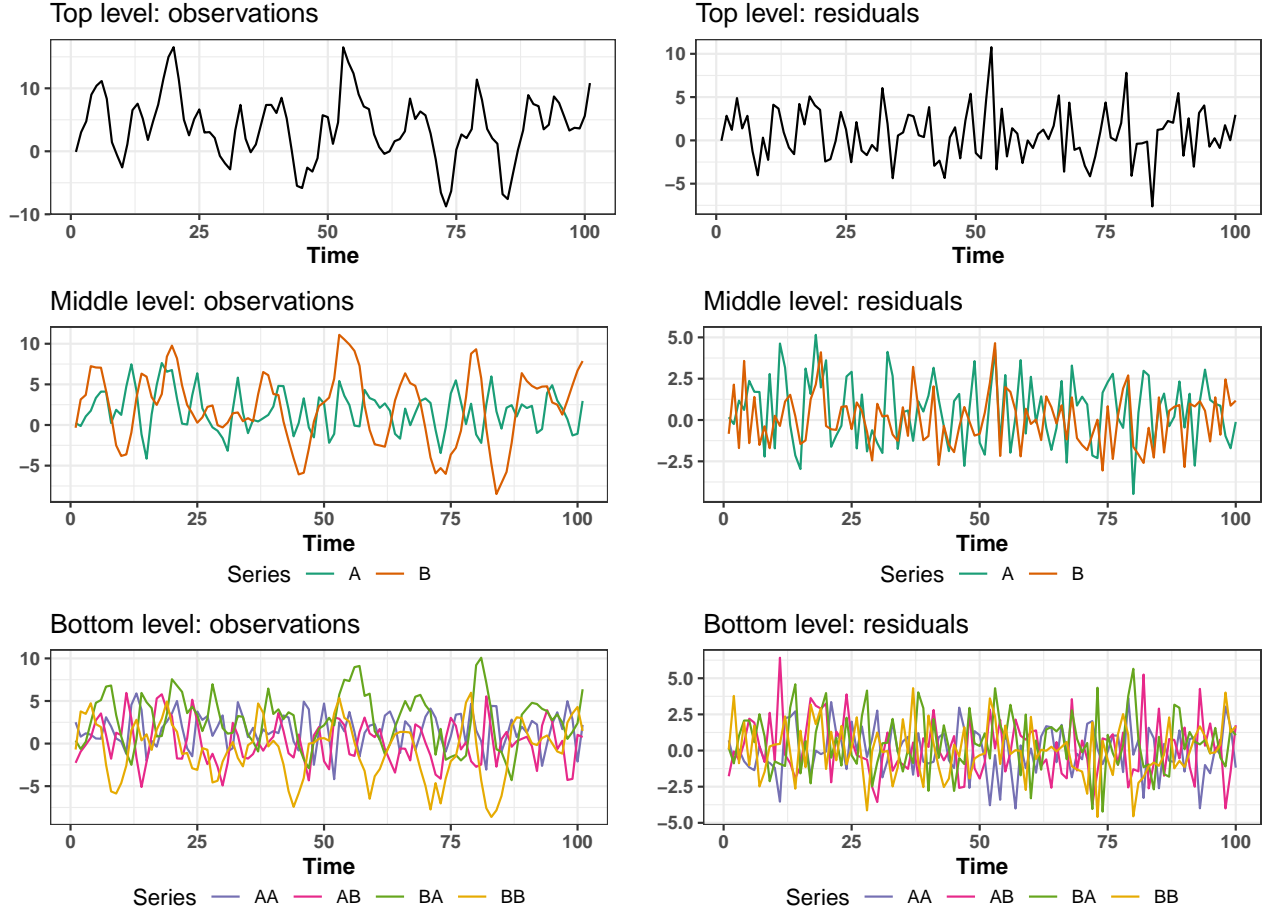 Top level: observations
10
0
−10
0 25 50 75 100
Time
Top level: residuals
10
5
0
−5
0 25 50 75 100
Time
Middle level: observations
10
5
0
−5
0 25 50 75 100
Time
Series A B
Middle level: residuals
5.0
2.5
0.0
−2.5
0 25 50 75 100
Time
Series A B
Bottom level: observations
10
5
0
−5
0 25 50 75 100
Time
Series AA AB BA BB
Bottom level: residuals
5.0
2.5
0.0
−2.5
−5.0
0 25 50 75 100
Time
Series AA AB BA BB